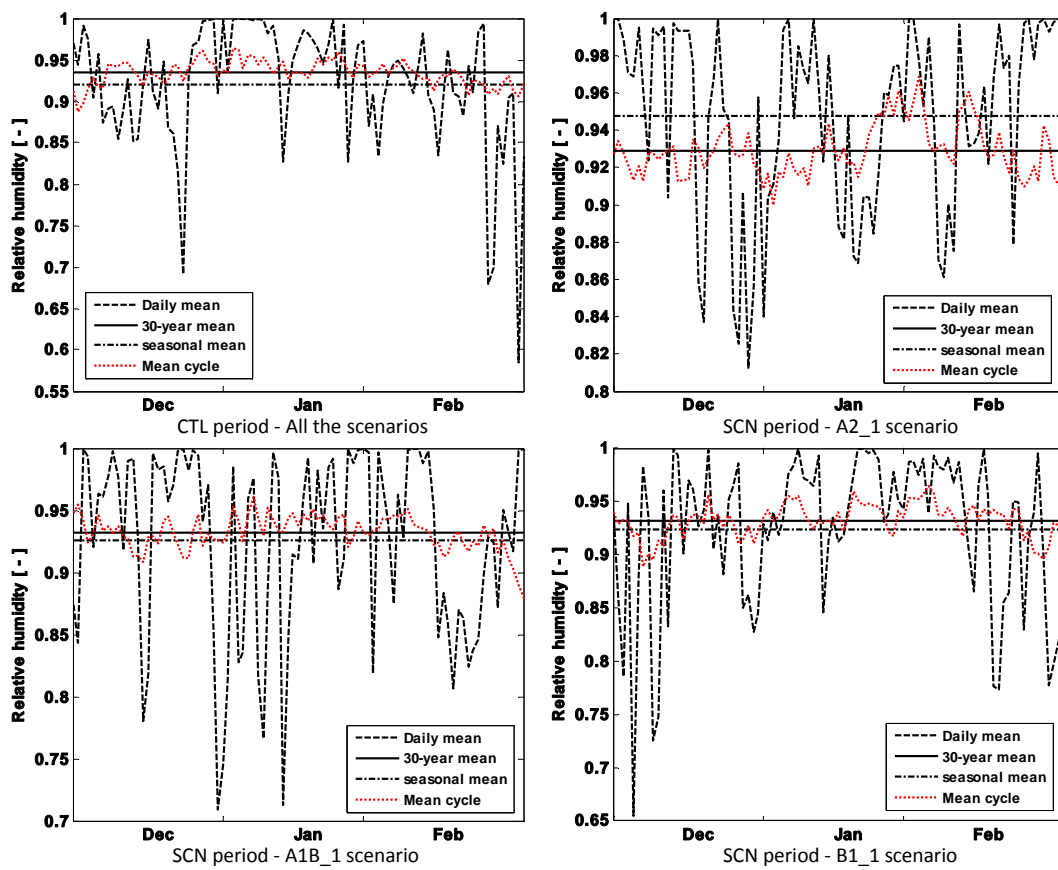 Relative humidity [ - ]
1
0.95
0.9
0.85
0.8
0.75
0.7
0.65
0.6
0.55
Daily mean
30-year mean
seasonal mean
Mean cycle
Dec Jan Feb
CTL period - All the scenarios
Relative humidity [ - ]
1
0.98
0.96
0.94
0.92
0.9
0.88
0.86
0.84
0.82
0.8
Daily mean
30-year mean
seasonal mean
Mean cycle
Dec Jan Feb
SCN period - A2_1 scenario
Relative humidity [ - ]
1
0.95
0.9
0.85
0.8
0.75
0.7
Daily mean
30-year mean
seasonal mean
Mean cycle
Dec Jan Feb
SCN period - A1B_1 scenario
Relative humidity [ - ]
1
0.95
0.9
0.85
0.8
0.75
0.7
0.65
Daily mean
30-year mean
seasonal mean
Mean cycle
Dec Jan Feb
SCN period - B1_1 scenario